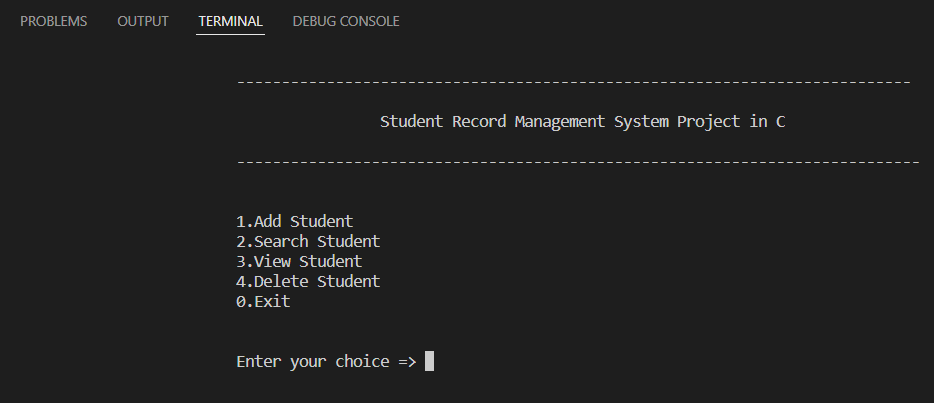 PROBLEMS OUTPUT TERMINAL DEBUG CONSOLE
---------------------------------------------------------------------------
Student Record Management System Project in C
----------------------------------------------------------------------------
1.Add Student
2.Search Student
3.View Student
4.Delete Student
0.Exit
Enter your choice =>